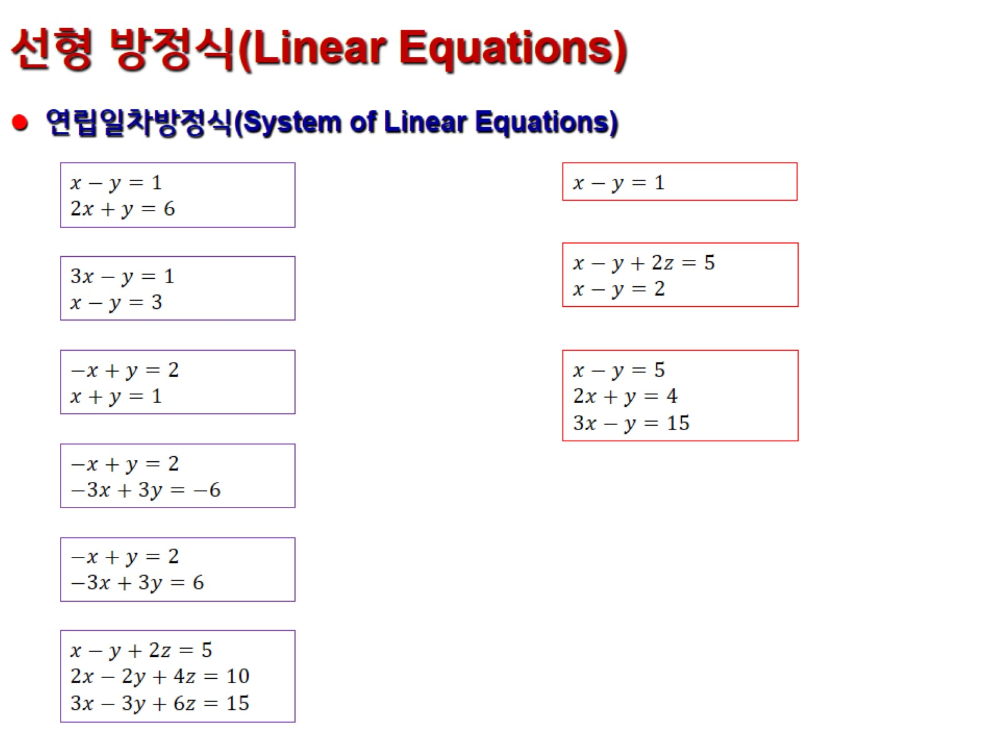 선형 방정식(Linear Equations)
● 연립일차방정식(System of Linear Equations)
x − y = 1
2x + y = 6
3x − y = 1
x − y = 3
−x + y = 2
x + y = 1
−x + y = 2
−3x + 3y = −6
−x + y = 2
−3x + 3y = 6
x − y + 2z = 5
2x − 2y + 4z = 10
3x − 3y + 6z = 15
x − y = 1
x − y + 2z = 5
x − y = 2
x − y = 5
2x + y = 4
3x − y = 15